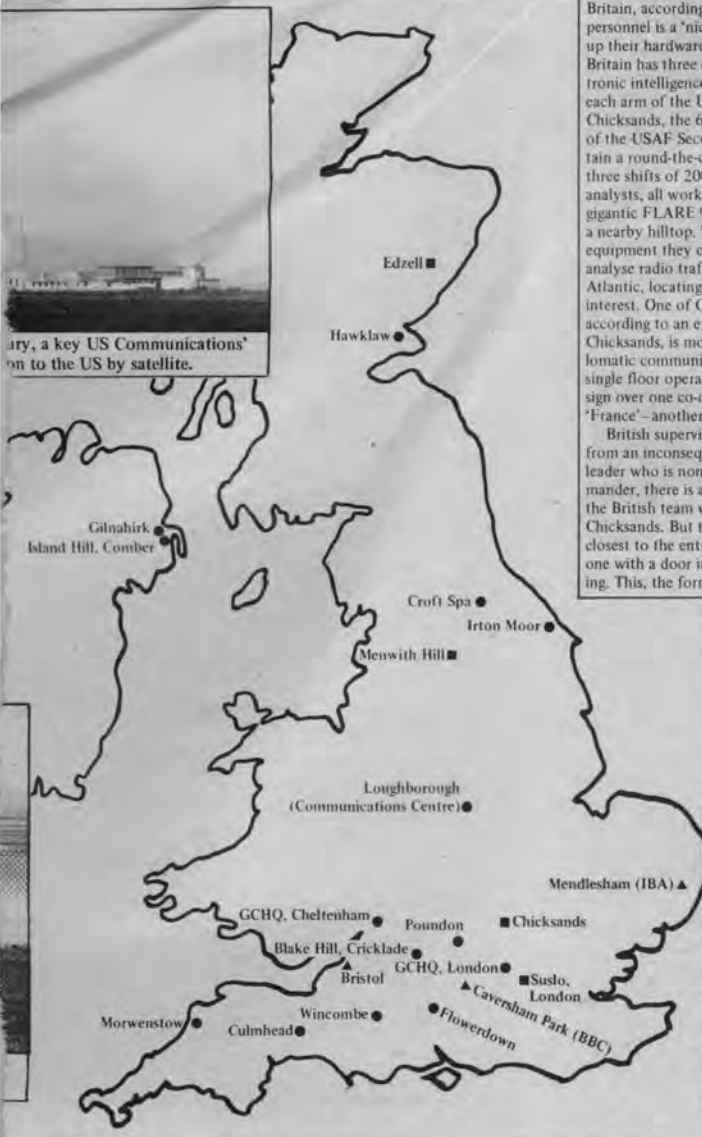 ury, a key US Communications'
on to the US by satellite.
Edzell
Hawklaw
Gilnahirk
Island Hill, Comber
Croft Spa
Irton Moor
Menwith Hill
Loughborough
(Communications Centre)
Mendlesham (IBA)
GCHQ, Cheltenham
Poundon
Chicksands
Blake Hill, Cricklade
Bristol
GCHQ, London
Suslo,
London
Caversham Park (BBC)
Morwenstow
Culmhead
Wincombe
Flowerdown
Britain, according
personnel is a 'nic
up their hardware
Britain has three
tronic intelligence
each arm of the U
Chicksands, the 6
of the USAF Secu
tain a round-the-c
three shifts of 200
analysts, all work
gigantic FLARE 9
a nearby hilltop.
equipment they c
analyse radio traf
Atlantic, locating
interest. One of C
according to an e
Chicksands, is mo
lomatic communi
single floor opera
sign over one co-o
'France'–another
British supervi
from an inconseq
leader who is non
mander, there is a
the British team w
Chicksands. But t
closest to the ent
one with a door i
ing. This, the forr